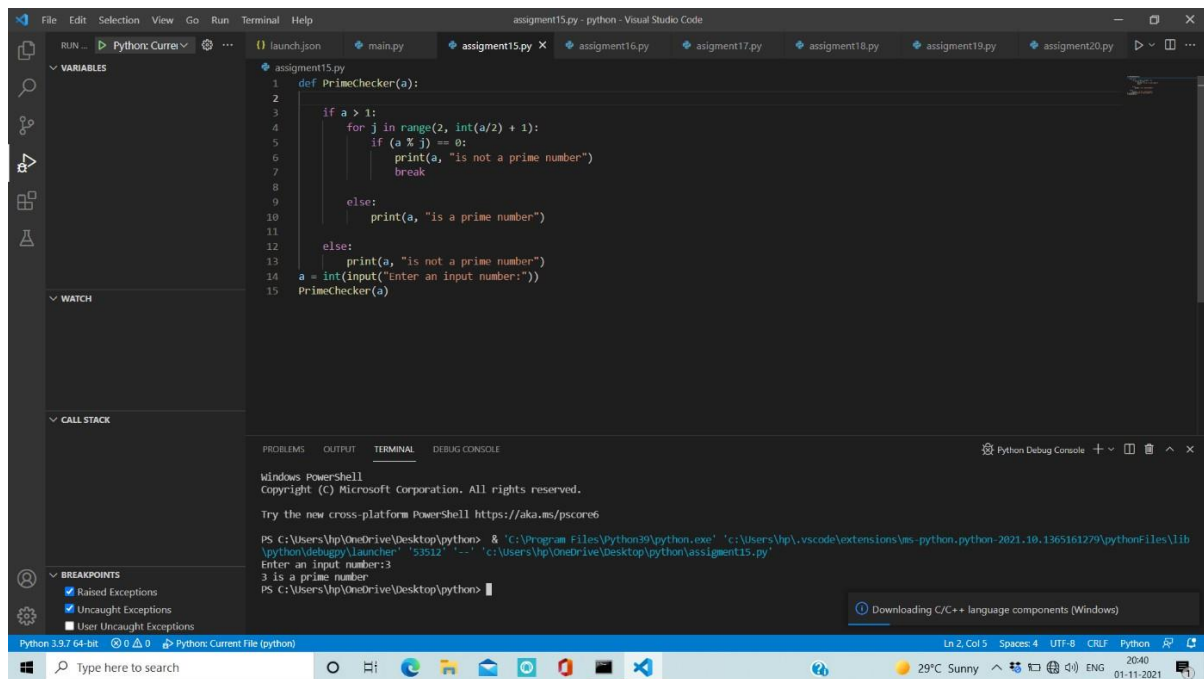 File Edit Selection View Go Run Terminal Help
assigment15.py - python - Visual Studio Code
RUN ... Python: Currer
launch.json main.py assigment15.py assigment16.py asigment17.py assigment18.py assigment19.py assigment20.py
VARIABLES
assigment15.py
1 def PrimeChecker(a):
2
3 if a > 1:
4 for j in range(2, int(a/2) + 1):
5 if (a % j) == 0:
6 print(a, "is not a prime number")
7 break
8
9 else:
10 print(a, "is a prime number")
11
12 else:
13 print(a, "is not a prime number")
14 a = int(input("Enter an input number:"))
15 PrimeChecker(a)
WATCH
CALL STACK
PROBLEMS OUTPUT TERMINAL DEBUG CONSOLE
Python Debug Console
Windows PowerShell
Copyright (C) Microsoft Corporation. All rights reserved.
Try the new cross-platform PowerShell https://aka.ms/pscore6
PS C:\Users\hp\OneDrive\Desktop\python> & 'C:\Program Files\Python39\python.exe' 'c:\Users\hp\.vscode\extensions\ms-python.python-2021.10.1365161279\pythonFiles\lib
\python\debugpy\launcher' '53512' '--' 'c:\Users\hp\OneDrive\Desktop\python\assigment15.py'
Enter an input number:3
3 is a prime number
PS C:\Users\hp\OneDrive\Desktop\python>
BREAKPOINTS
Raised Exceptions
Uncaught Exceptions
User Uncaught Exceptions
Downloading C/C++ language components (Windows)
Python 3.9.7 64-bit 0 0 Python: Current File (python)
Ln 2, Col 5 Spaces: 4 UTF-8 CRLF Python
Type here to search
29°C Sunny ENG
20:40
01-11-2021